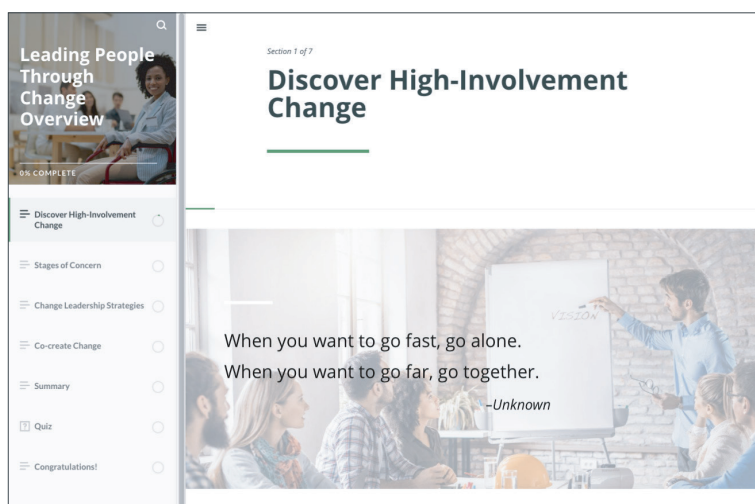 Leading People
Through
Change
Overview
0% COMPLETE
Discover High-Involvement
Change
Stages of Concern
Change Leadership Strategies
Co-create Change
Summary
? Quiz
Congratulations!
Section 1 of 7
Discover High-Involvement
Change
VISION
When you want to go fast, go alone.
When you want to go far, go together.
–Unknown